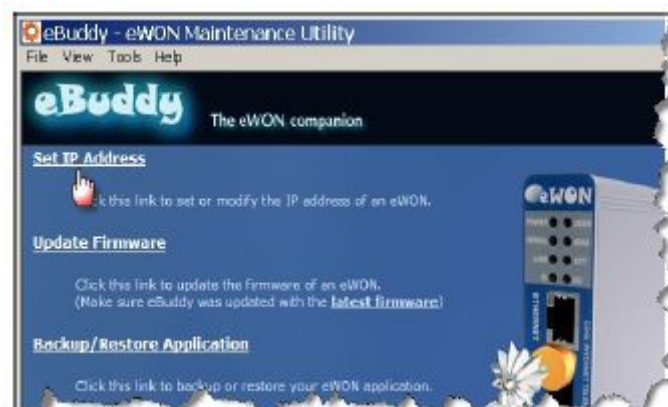 eBuddy - eWON Maintenance Utility
File View Tools Help
eBuddy The eWON companion
Set IP Address
k this link to set or modify the IP address of an eWON.
Update Firmware
Click this link to update the firmware of an eWON.
(Make sure eBuddy was updated with the latest firmware)
Backup/Restore Application
Click this link to backup or restore your eWON application.
eWON
ETHERNET